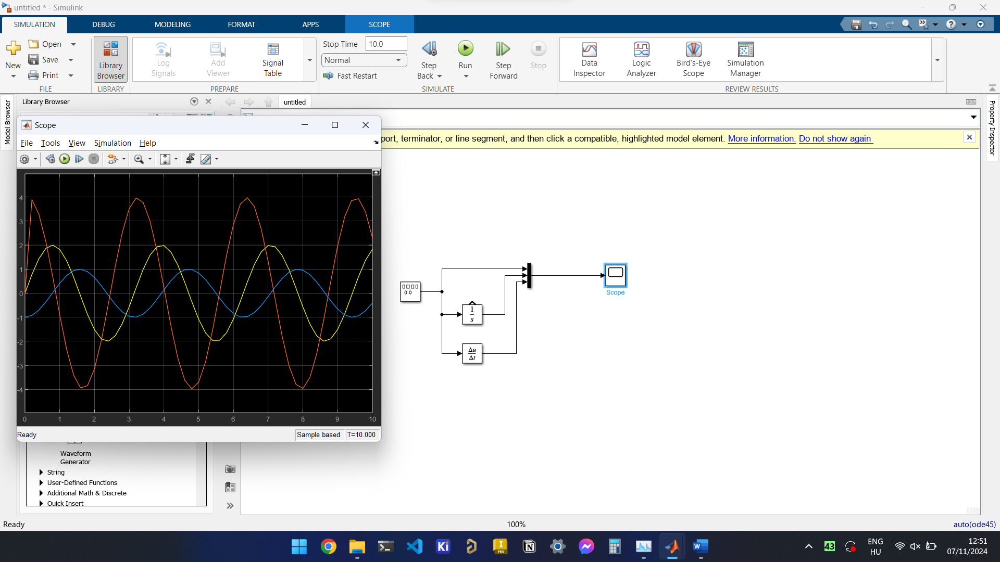 untitled * - Simulink
SIMULATION DEBUG MODELING FORMAT APPS SCOPE
New
Open
Save
Print
FILE
Library
Browser
LIBRARY
Log
Signals
Add
Viewer
Signal
Table
PREPARE
Stop Time 10.0
Normal
Fast Restart
Step
Back
Run
Step
Forward
Stop
SIMULATE
Data
Inspector
Logic
Analyzer
Bird's-Eye
Scope
Simulation
Manager
REVIEW RESULTS
Model Browser
Library Browser
untitled
Property Inspector
port, terminator, or line segment, and then click a compatible, highlighted model element. More information. Do not show again
Scope
File Tools View Simulation Help
4
3
2
1
0
-1
-2
-3
-4
0 1 2 3 4 5 6 7 8 9 10
Ready
Sample based T=10.000
1
s
Δu
Δt
Scope
Waveform
Generator
String
User-Defined Functions
Additional Math & Discrete
Quick Insert
Ready 100% auto(ode45)
Ki
I
PRO
N
W
43
ENG
HU
12:51
07/11/2024